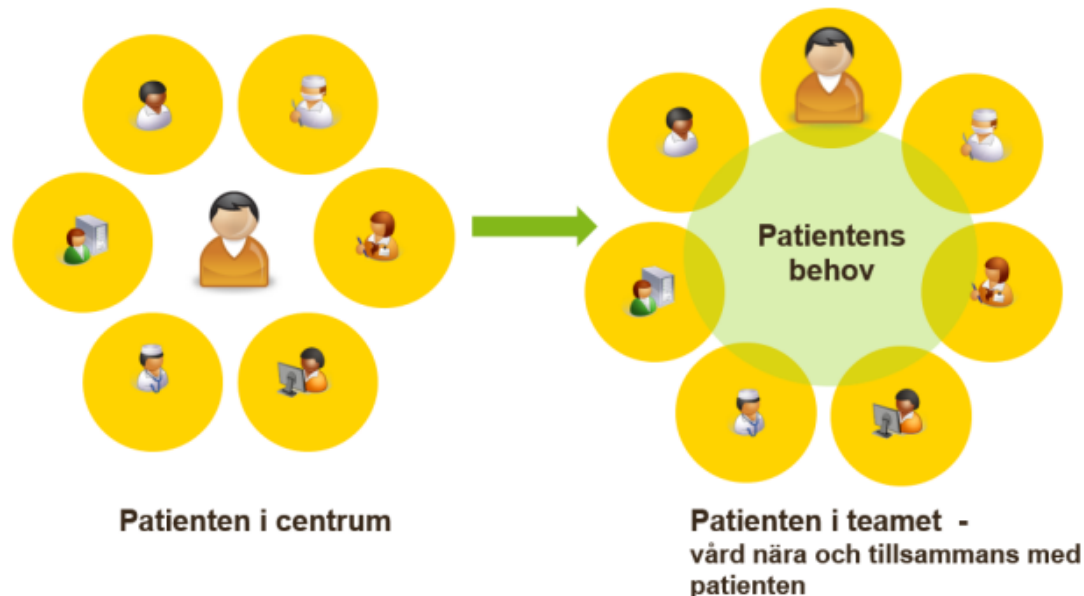 Patientens
behov
Patienten i centrum
Patienten i teamet -
vård nära och tillsammans med
patienten